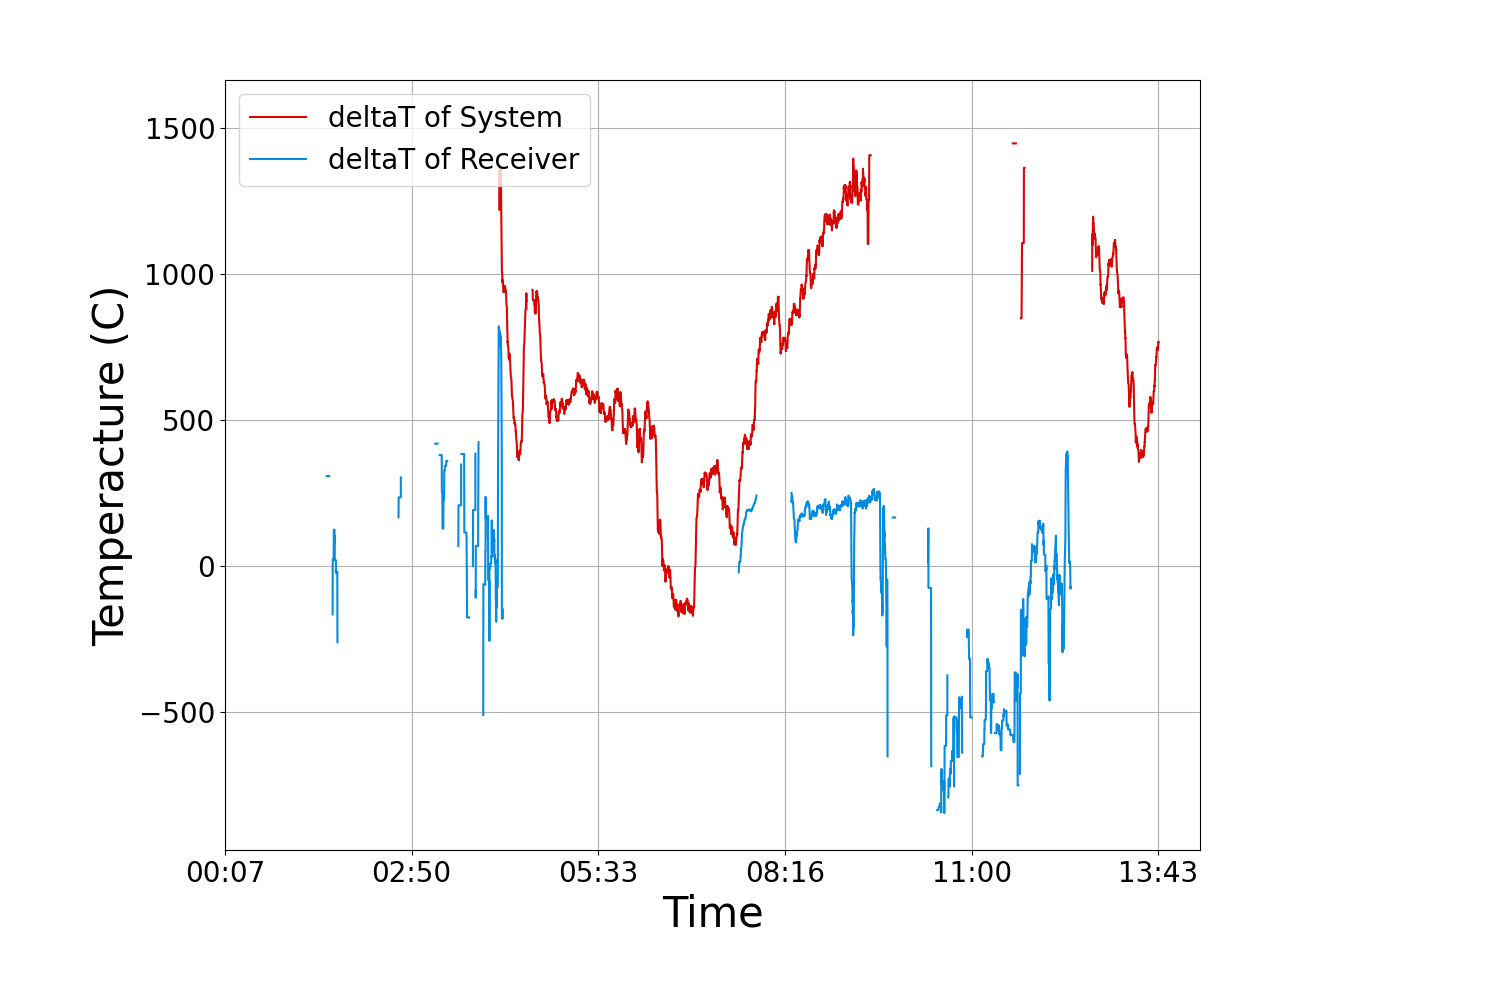 deltaT of System
deltaT of Receiver
1500
1000
500
0
−500
Temperacture (C)
00:07 02:50 05:33 08:16 11:00 13:43
Time